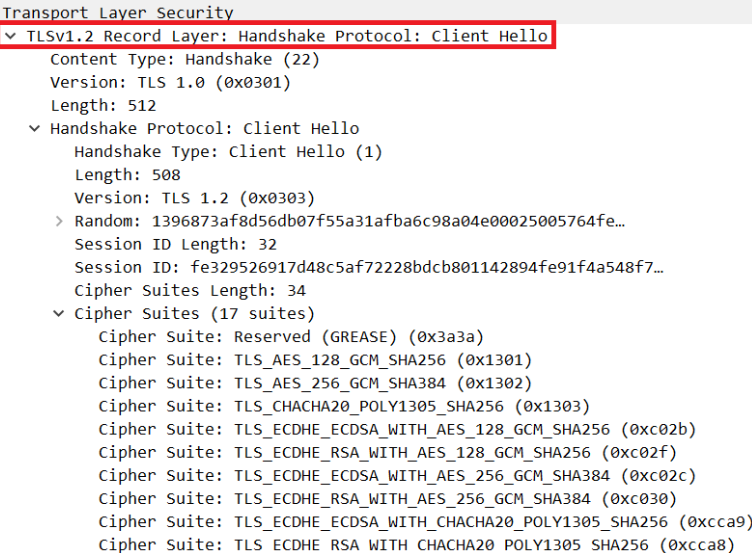 Transport Layer Security
TLSv1.2 Record Layer: Handshake Protocol: Client Hello
Content Type: Handshake (22)
Version: TLS 1.0 (0x0301)
Length: 512
Handshake Protocol: Client Hello
Handshake Type: Client Hello (1)
Length: 508
Version: TLS 1.2 (0x0303)
Random: 1396873af8d56db07f55a31afba6c98a04e00025005764fe…
Session ID Length: 32
Session ID: fe329526917d48c5af72228bdcb801142894fe91f4a548f7…
Cipher Suites Length: 34
Cipher Suites (17 suites)
Cipher Suite: Reserved (GREASE) (0x3a3a)
Cipher Suite: TLS_AES_128_GCM_SHA256 (0x1301)
Cipher Suite: TLS_AES_256_GCM_SHA384 (0x1302)
Cipher Suite: TLS_CHACHA20_POLY1305_SHA256 (0x1303)
Cipher Suite: TLS_ECDHE_ECDSA_WITH_AES_128_GCM_SHA256 (0xc02b)
Cipher Suite: TLS_ECDHE_RSA_WITH_AES_128_GCM_SHA256 (0xc02f)
Cipher Suite: TLS_ECDHE_ECDSA_WITH_AES_256_GCM_SHA384 (0xc02c)
Cipher Suite: TLS_ECDHE_RSA_WITH_AES_256_GCM_SHA384 (0xc030)
Cipher Suite: TLS_ECDHE_ECDSA_WITH_CHACHA20_POLY1305_SHA256 (0xcca9)
Cipher Suite: TLS_ECDHE_RSA_WITH_CHACHA20_POLY1305_SHA256 (0xcca8)